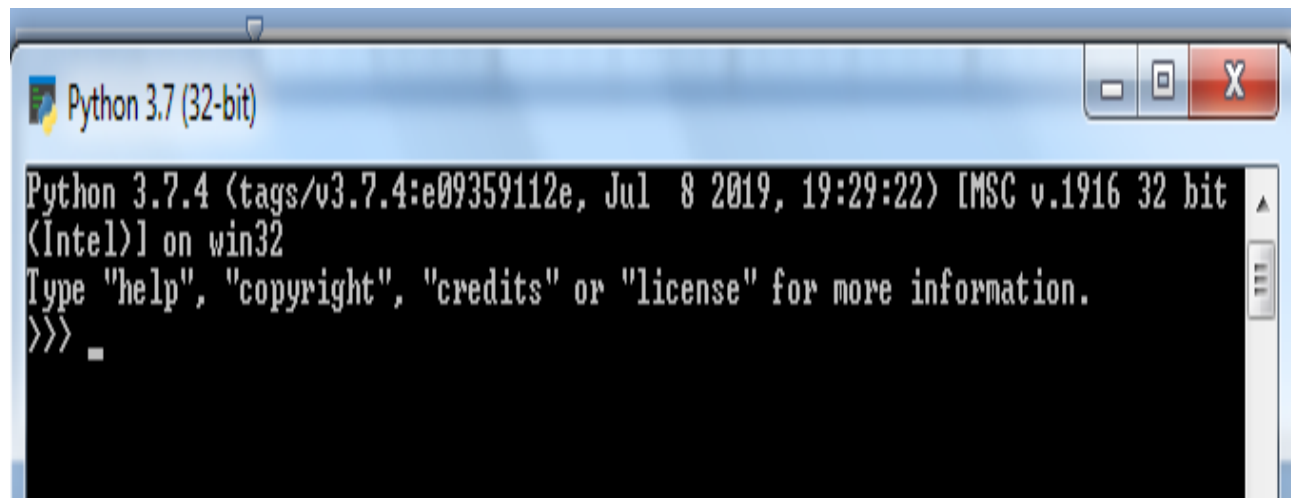 Python 3.7 (32-bit)
Python 3.7.4 (tags/v3.7.4:e09359112e, Jul  8 2019, 19:29:22) [MSC v.1916 32 bit
(Intel)] on win32
Type "help", "copyright", "credits" or "license" for more information.
>>> _